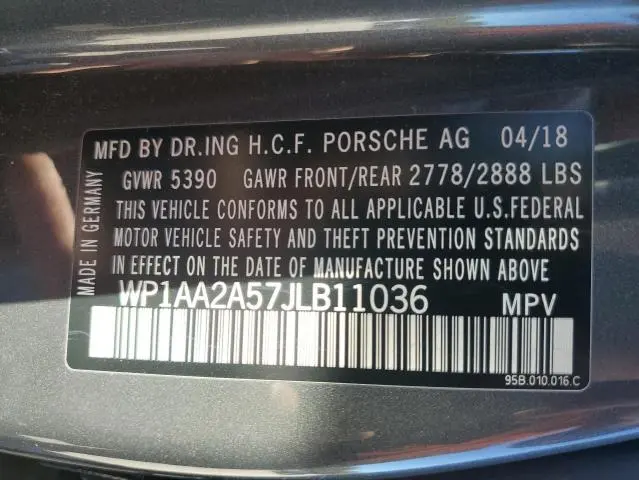 MFD BY DR.ING H.C.F. PORSCHE AG 04/18
GVWR 5390 GAWR FRONT/REAR 2778/2888 LBS
THIS VEHICLE CONFORMS TO ALL APPLICABLE U.S.FEDERAL
MOTOR VEHICLE SAFETY AND THEFT PREVENTION STANDARDS
IN EFFECT ON THE DATE OF MANUFACTURE SHOWN ABOVE
WP1AA2A57JLB11036 MPV
95B.010.016.C
MADE IN GERMANY